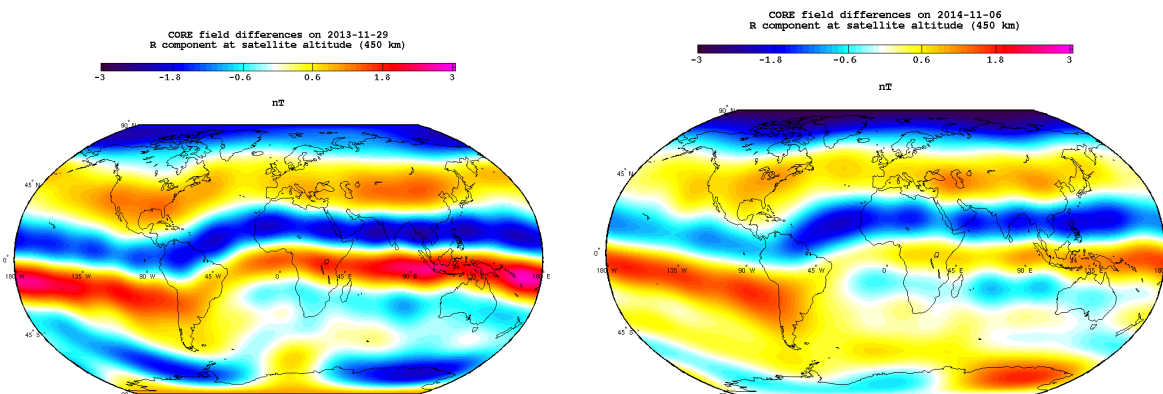 CORE field differences on 2013-11-29
R component at satellite altitude (450 km)
-3 -1.8 -0.6 0.6 1.8 3
nT
90°N
45°N
0°
180°W 135°W 90°W 45°W 0° 45°E 90°E 135°E 180°E
45°S
CORE field differences on 2014-11-06
R component at satellite altitude (450 km)
-3 -1.8 -0.6 0.6 1.8 3
nT
90°N
45°N
0°
180°W 135°W 90°W 45°W 0° 45°E 90°E 135°E 180°
45°S